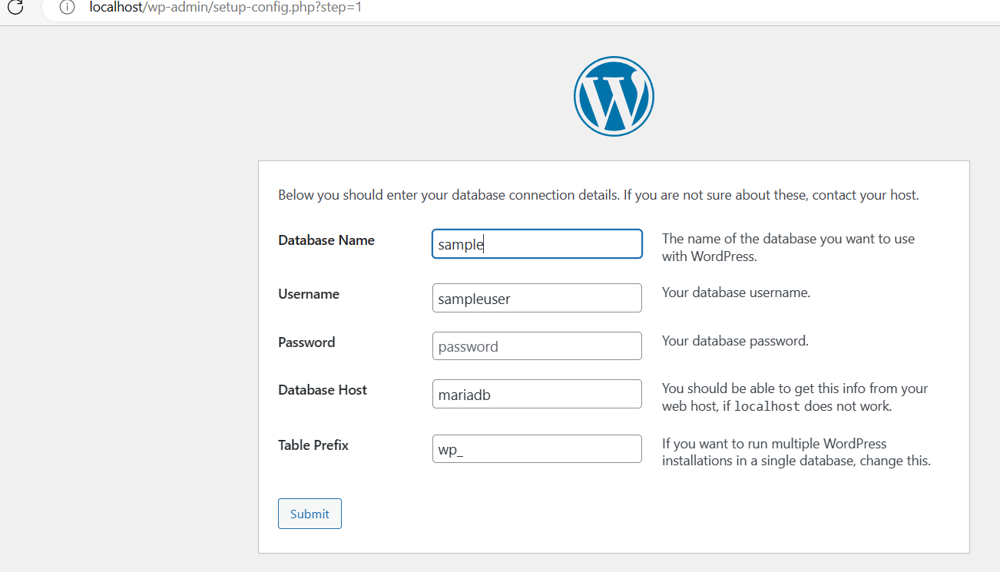 localhost/wp-admin/setup-config.php?step=1
Below you should enter your database connection details. If you are not sure about these, contact your host.
Database Name
sample
The name of the database you want to use
with WordPress.
Username
sampleuser
Your database username.
Password
password
Your database password.
Database Host
mariadb
You should be able to get this info from your
web host, if localhost does not work.
Table Prefix
wp_
If you want to run multiple WordPress
installations in a single database, change this.
Submit